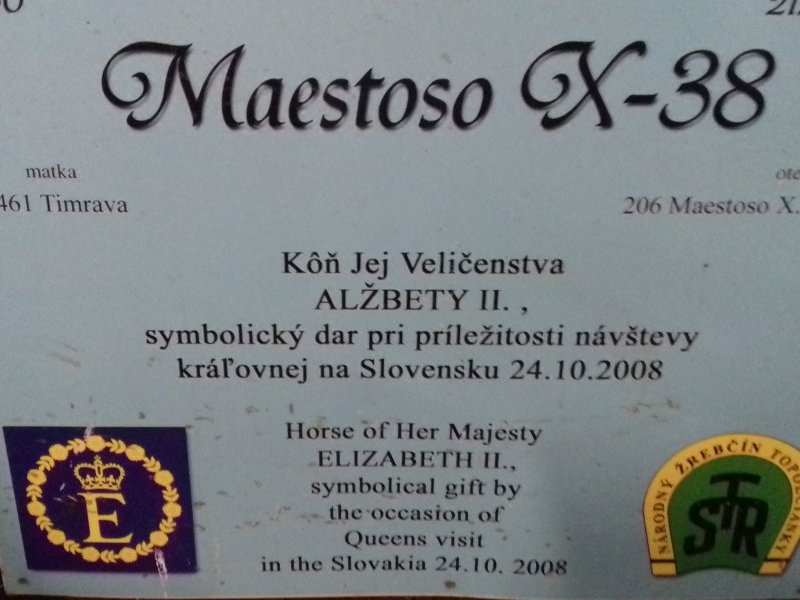 Maestoso X-38
matka
461 Timrava
206 Maestoso X.
Kôň Jej Veličenstva
ALŽBETY II. ,
symbolický dar pri príležitosti návštevy
kráľovnej na Slovensku 24.10.2008
Horse of Her Majesty
ELIZABETH II.,
symbolical gift by
the occasion of
Queens visit
in the Slovakia 24.10. 2008
E
NÁRODNÝ ŽREBČÍN TOPOĽČIANKY
STR